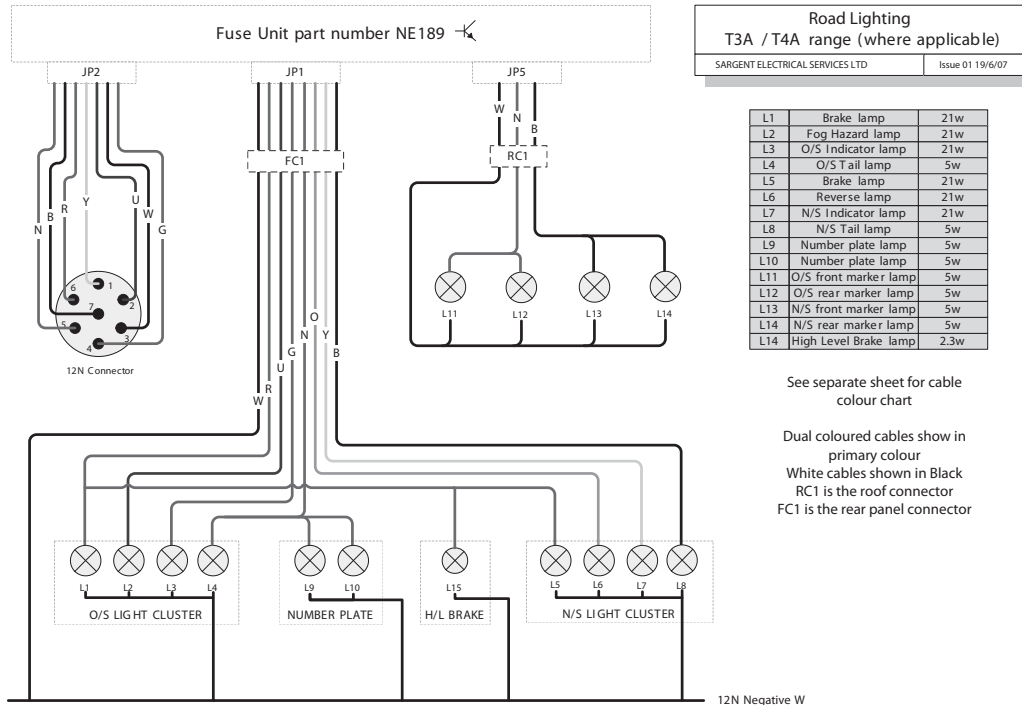 Fuse Unit part number NE189
Road Lighting
T3A / T4A range (where applicable)
SARGENT ELECTRICAL SERVICES LTD Issue 01 19/6/07
JP2 JP1 JP5
W N B
FC1 RC1
L1 Brake lamp 21w
L2 Fog Hazard lamp 21w
L3 O/S Indicator lamp 21w
L4 O/S Tail lamp 5w
L5 Brake lamp 21w
L6 Reverse lamp 21w
L7 N/S Indicator lamp 21w
L8 N/S Tail lamp 5w
L9 Number plate lamp 5w
L10 Number plate lamp 5w
L11 O/S front marker lamp 5w
L12 O/S rear marker lamp 5w
L13 N/S front marker lamp 5w
L14 N/S rear marker lamp 5w
L14 High Level Brake lamp 2.3w
N B R Y U W G
6 1 7 2 5 3 4
12N Connector
L11 L12 L13 L14
W R U G N O Y B
See separate sheet for cable
colour chart
Dual coloured cables show in
primary colour
White cables shown in Black
RC1 is the roof connector
FC1 is the rear panel connector
L1 L2 L3 L4 L9 L10 L15 L5 L6 L7 L8
O/S LIGHT CLUSTER NUMBER PLATE H/L BRAKE N/S LIGHT CLUSTER
12N Negative W